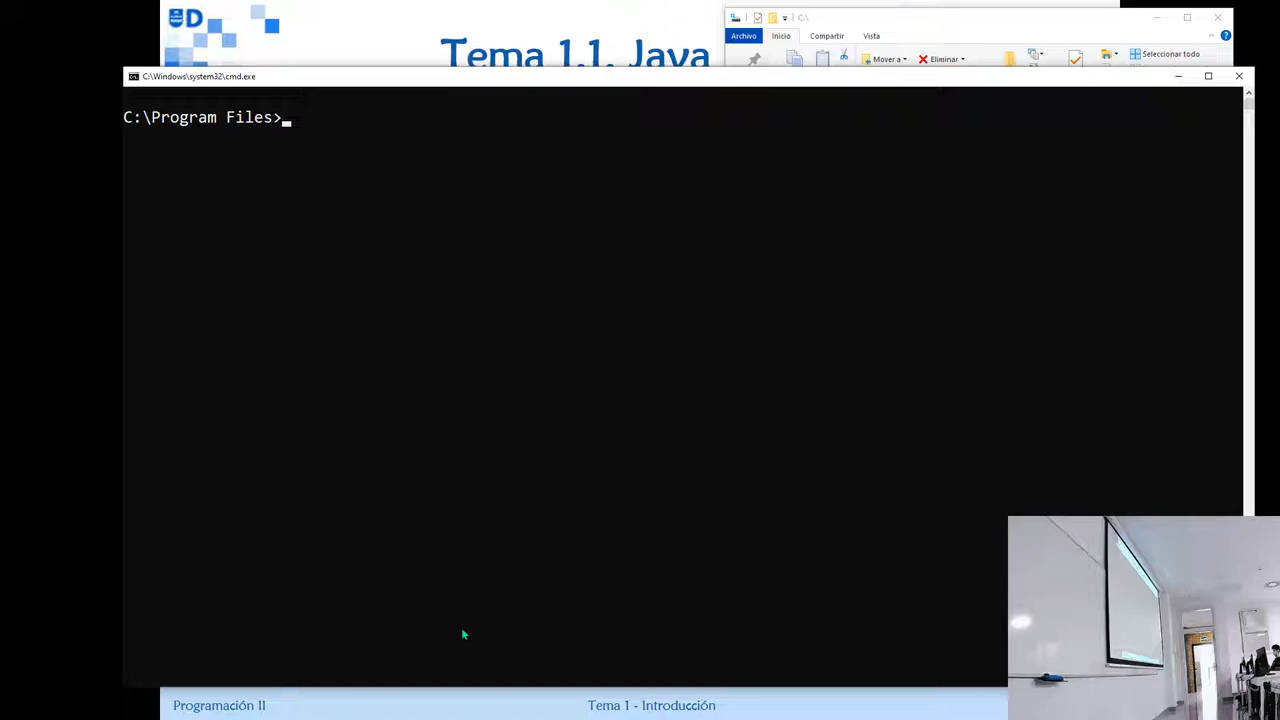 D
Tema 1.1. Java
C:\
Archivo
Inicio
Compartir
Vista
Mover a
Eliminar
Seleccionar todo
C:\Windows\system32\cmd.exe
C:\Program Files>
Programación II
Tema 1 - Introducción